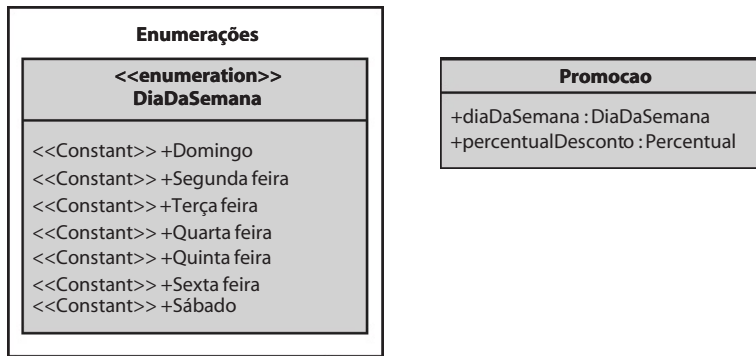 Enumerações
<<enumeration>>
DiaDaSemana
<<Constant>> +Domingo
<<Constant>> +Segunda feira
<<Constant>> +Terça feira
<<Constant>> +Quarta feira
<<Constant>> +Quinta feira
<<Constant>> +Sexta feira
<<Constant>> +Sábado
Promocao
+diaDaSemana : DiaDaSemana
+percentualDesconto : Percentual